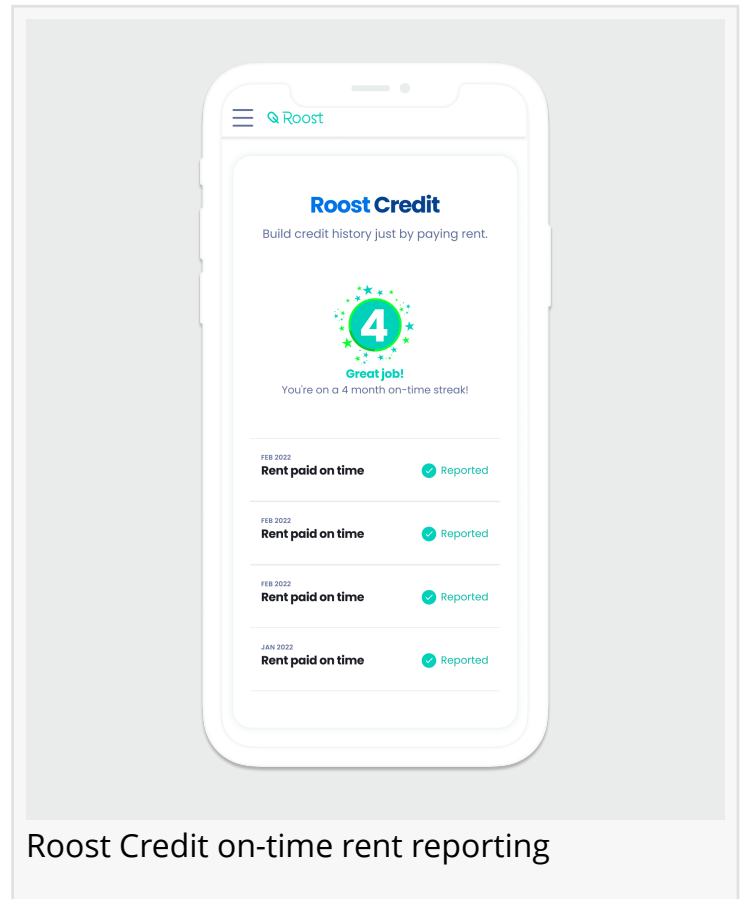 Roost
Roost Credit
Build credit history just by paying rent.
4
Great job!
You're on a 4 month on-time streak!
FEB 2022
Rent paid on time
Reported
FEB 2022
Rent paid on time
Reported
FEB 2022
Rent paid on time
Reported
JAN 2022
Rent paid on time
Reported
Roost Credit on-time rent reporting